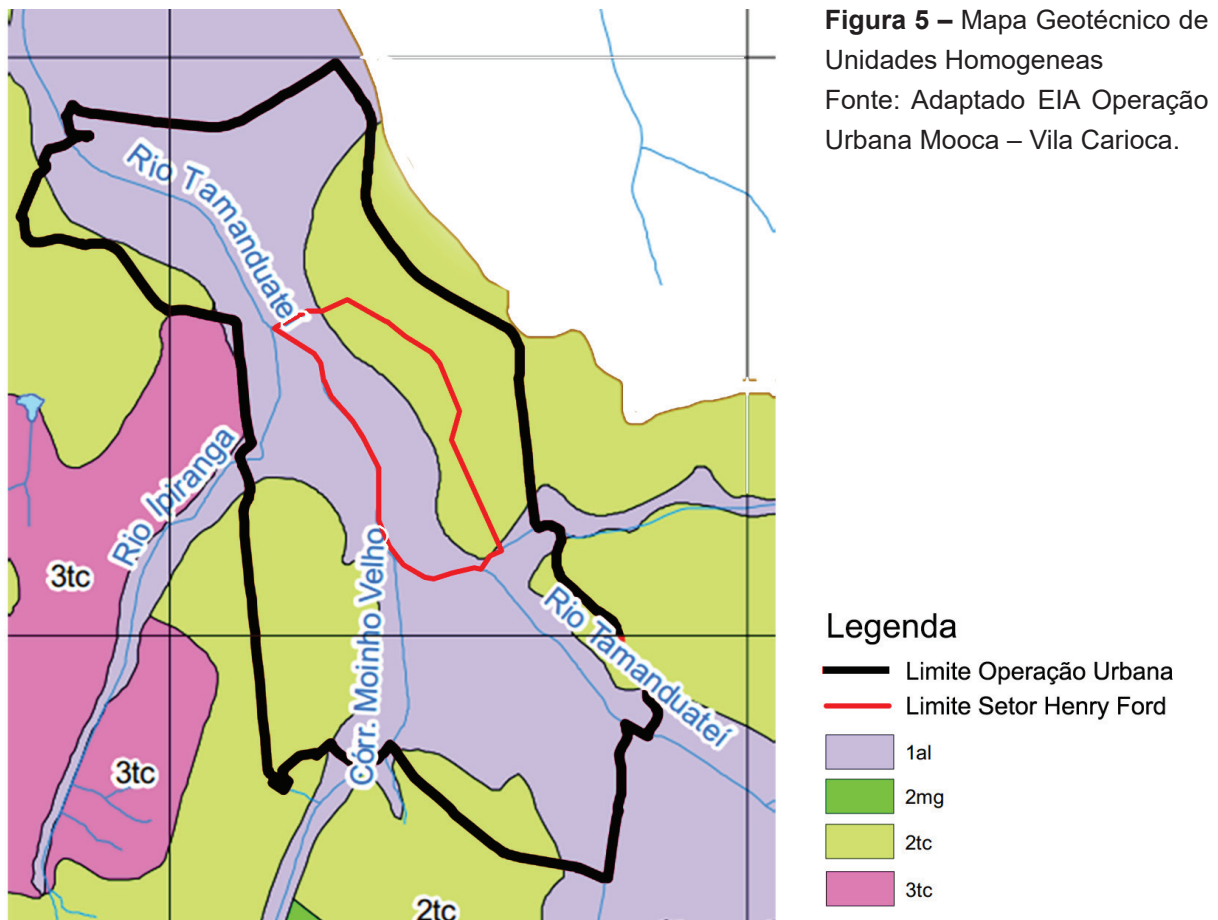 Figura 5 – Mapa Geotécnico de
Unidades Homogeneas
Fonte: Adaptado EIA Operação
Urbana Mooca – Vila Carioca.
Rio Tamanduateí
Rio Ipiranga
3tc
Córr. Moinho Velho
Rio Tamanduateí
3tc
2tc
Legenda
Limite Operação Urbana
Limite Setor Henry Ford
1al
2mg
2tc
3tc